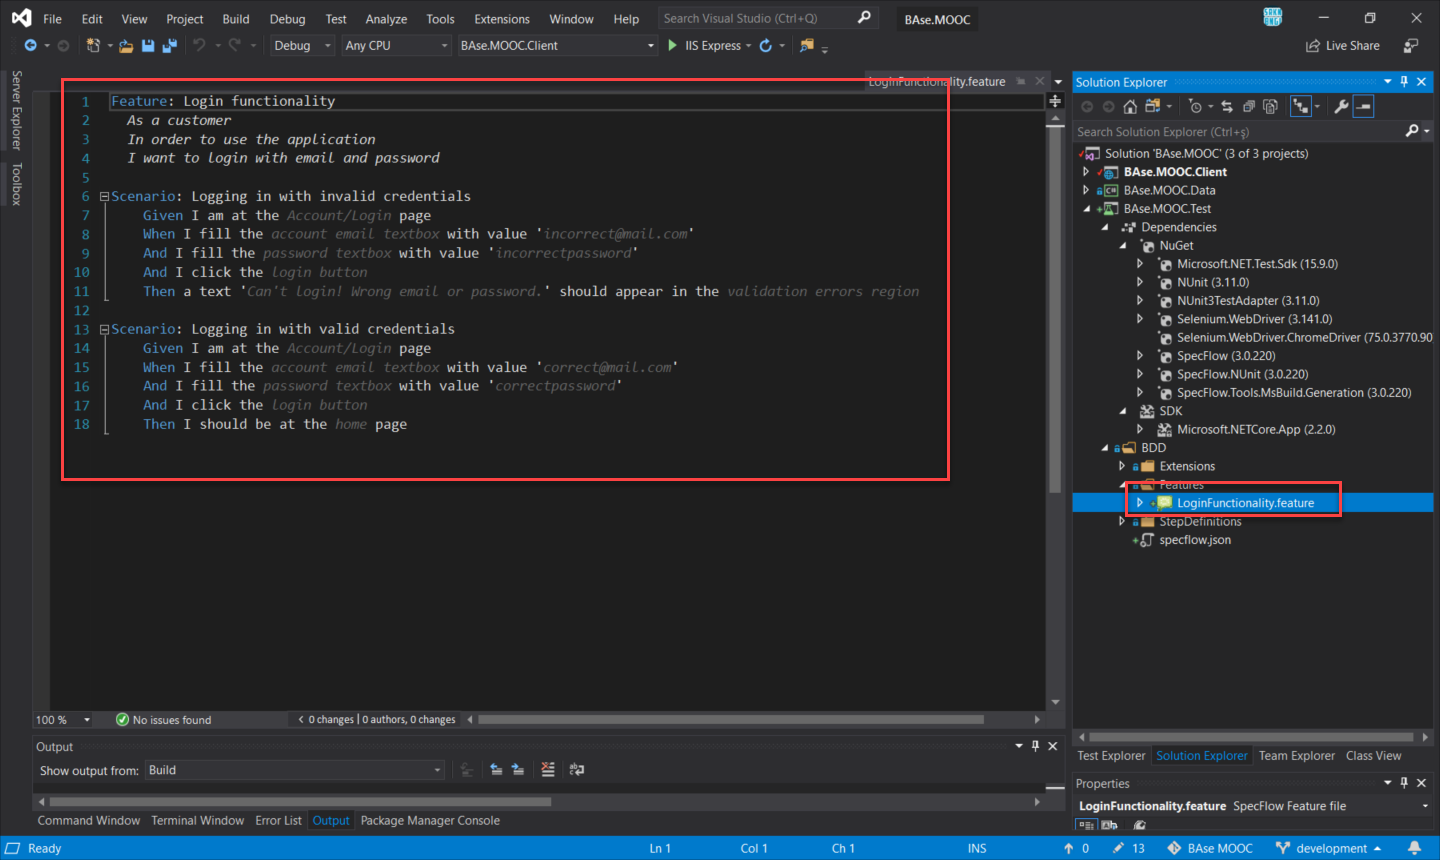 File Edit View Project Build Debug Test Analyze Tools Extensions Window Help Search Visual Studio (Ctrl+Q) BAse.MOOC
Debug Any CPU BAse.MOOC.Client IIS Express Live Share
Server Explorer
Toolbox
LoginFunctionality.feature
1 Feature: Login functionality
2 As a customer
3 In order to use the application
4 I want to login with email and password
5
6 Scenario: Logging in with invalid credentials
7 Given I am at the Account/Login page
8 When I fill the account email textbox with value 'incorrect@mail.com'
9 And I fill the password textbox with value 'incorrectpassword'
10 And I click the login button
11 Then a text 'Can't login! Wrong email or password.' should appear in the validation errors region
12
13 Scenario: Logging in with valid credentials
14 Given I am at the Account/Login page
15 When I fill the account email textbox with value 'correct@mail.com'
16 And I fill the password textbox with value 'correctpassword'
17 And I click the login button
18 Then I should be at the home page
100 % No issues found 0 changes | 0 authors, 0 changes
Output
Show output from: Build
Command Window Terminal Window Error List Output Package Manager Console
Solution Explorer
Search Solution Explorer (Ctrl+ş)
Solution 'BAse.MOOC' (3 of 3 projects)
BAse.MOOC.Client
BAse.MOOC.Data
BAse.MOOC.Test
Dependencies
NuGet
Microsoft.NET.Test.Sdk (15.9.0)
NUnit (3.11.0)
NUnit3TestAdapter (3.11.0)
Selenium.WebDriver (3.141.0)
Selenium.WebDriver.ChromeDriver (75.0.3770.90
SpecFlow (3.0.220)
SpecFlow.NUnit (3.0.220)
SpecFlow.Tools.MsBuild.Generation (3.0.220)
SDK
Microsoft.NETCore.App (2.2.0)
BDD
Extensions
Features
LoginFunctionality.feature
StepDefinitions
specflow.json
Test Explorer Solution Explorer Team Explorer Class View
Properties
LoginFunctionality.feature SpecFlow Feature file
Ready Ln 1 Col 1 Ch 1 INS 0 13 BAse MOOC development